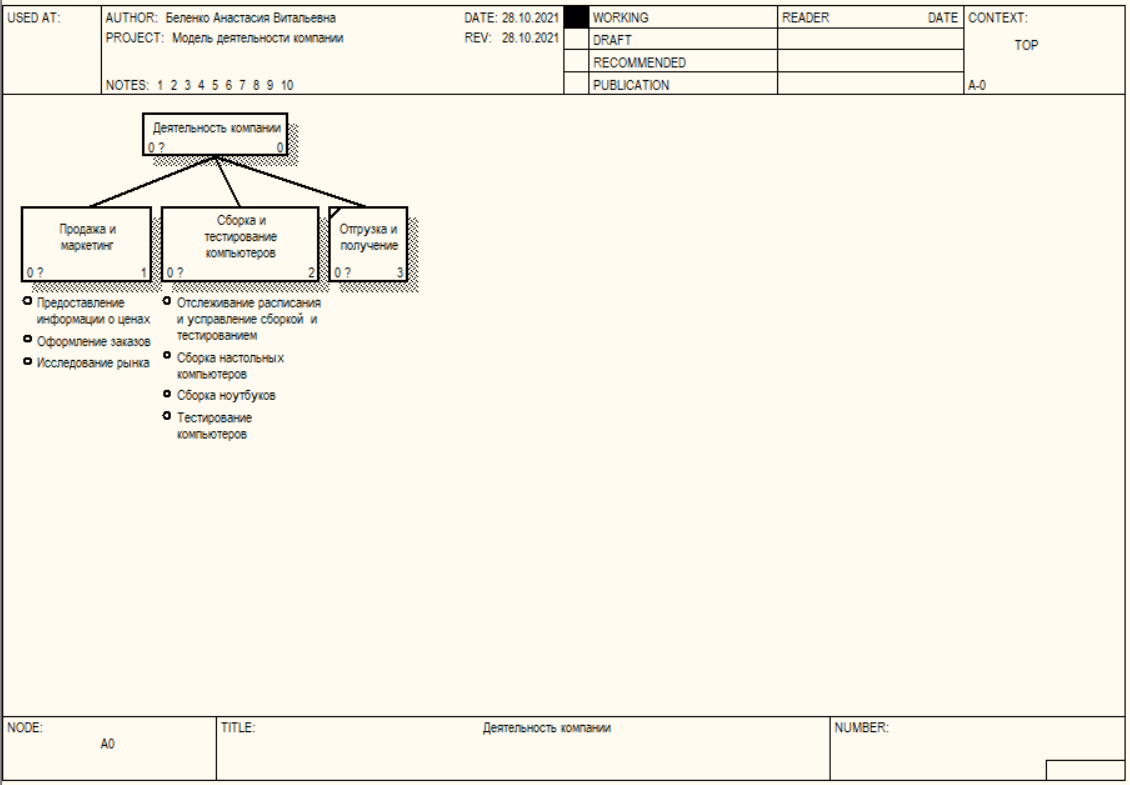 USED AT:
AUTHOR: Беленко Анастасия Витальевна
DATE: 28.10.2021
PROJECT: Модель деятельности компании
REV: 28.10.2021
NOTES: 1 2 3 4 5 6 7 8 9 10
WORKING
DRAFT
RECOMMENDED
PUBLICATION
READER DATE
CONTEXT:
TOP
A-0
Деятельность компании
0 ? 0
Продажа и
маркетинг
0 ? 1
Сборка и
тестирование
компьютеров
0 ? 2
Отгрузка и
получение
0 ? 3
Предоставление
информации о ценах
Оформление заказов
Исследование рынка
Отслеживание расписания
и усправление сборкой и
тестированием
Сборка настольных
компьютеров
Сборка ноутбуков
Тестирование
компьютеров
NODE:
A0
TITLE:
Деятельность компании
NUMBER: